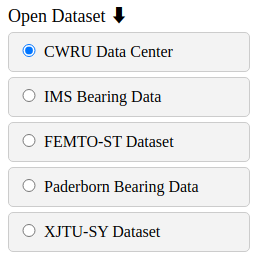 Open Dataset ⬇
CWRU Data Center
IMS Bearing Data
FEMTO-ST Dataset
Paderborn Bearing Data
XJTU-SY Dataset